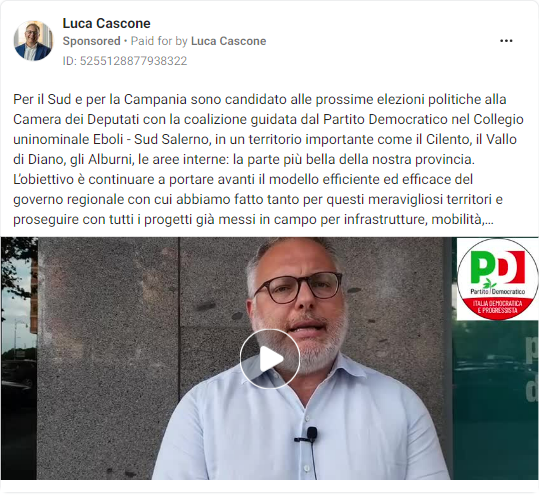 Luca Cascone
Sponsored • Paid for by Luca Cascone
ID: 5255128877938322
Per il Sud e per la Campania sono candidato alle prossime elezioni politiche alla
Camera dei Deputati con la coalizione guidata dal Partito Democratico nel Collegio
uninominale Eboli - Sud Salerno, in un territorio importante come il Cilento, il Vallo
di Diano, gli Alburni, le aree interne: la parte più bella della nostra provincia.
L'obiettivo è continuare a portare avanti il modello efficiente ed efficace del
governo regionale con cui abbiamo fatto tanto per questi meravigliosi territori e
proseguire con tutti i progetti già messi in campo per infrastrutture, mobilità,...
PD
Partito Democratico
ITALIA DEMOCRATICA
E PROGRESSISTA
p
d